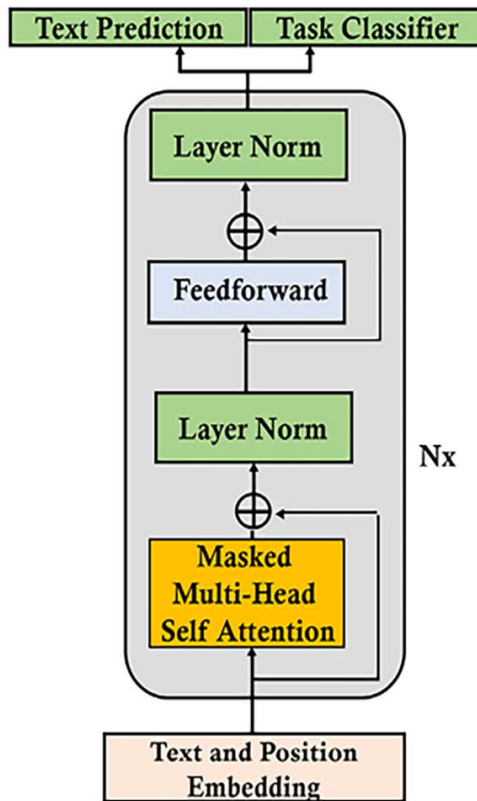 Text Prediction
Task Classifier
Layer Norm
Feedforward
Layer Norm
Nx
Masked
Multi-Head
Self Attention
Text and Position
Embedding